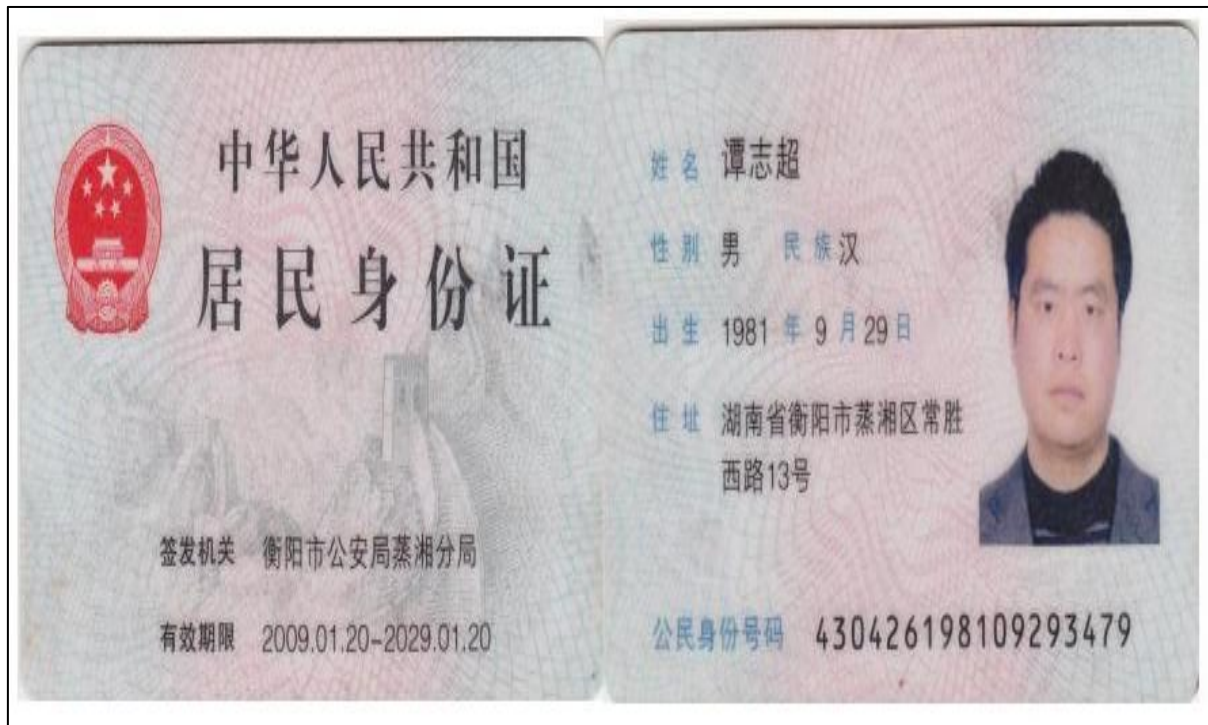 中华人民共和国
居民身份证
签发机关 衡阳市公安局蒸湘分局
有效期限 2009.01.20-2029.01.20
姓名 谭志超
性别 男 民族 汉
出生 1981 年 9 月 29 日
住址 湖南省衡阳市蒸湘区常胜
西路13号
公民身份号码 430426198109293479